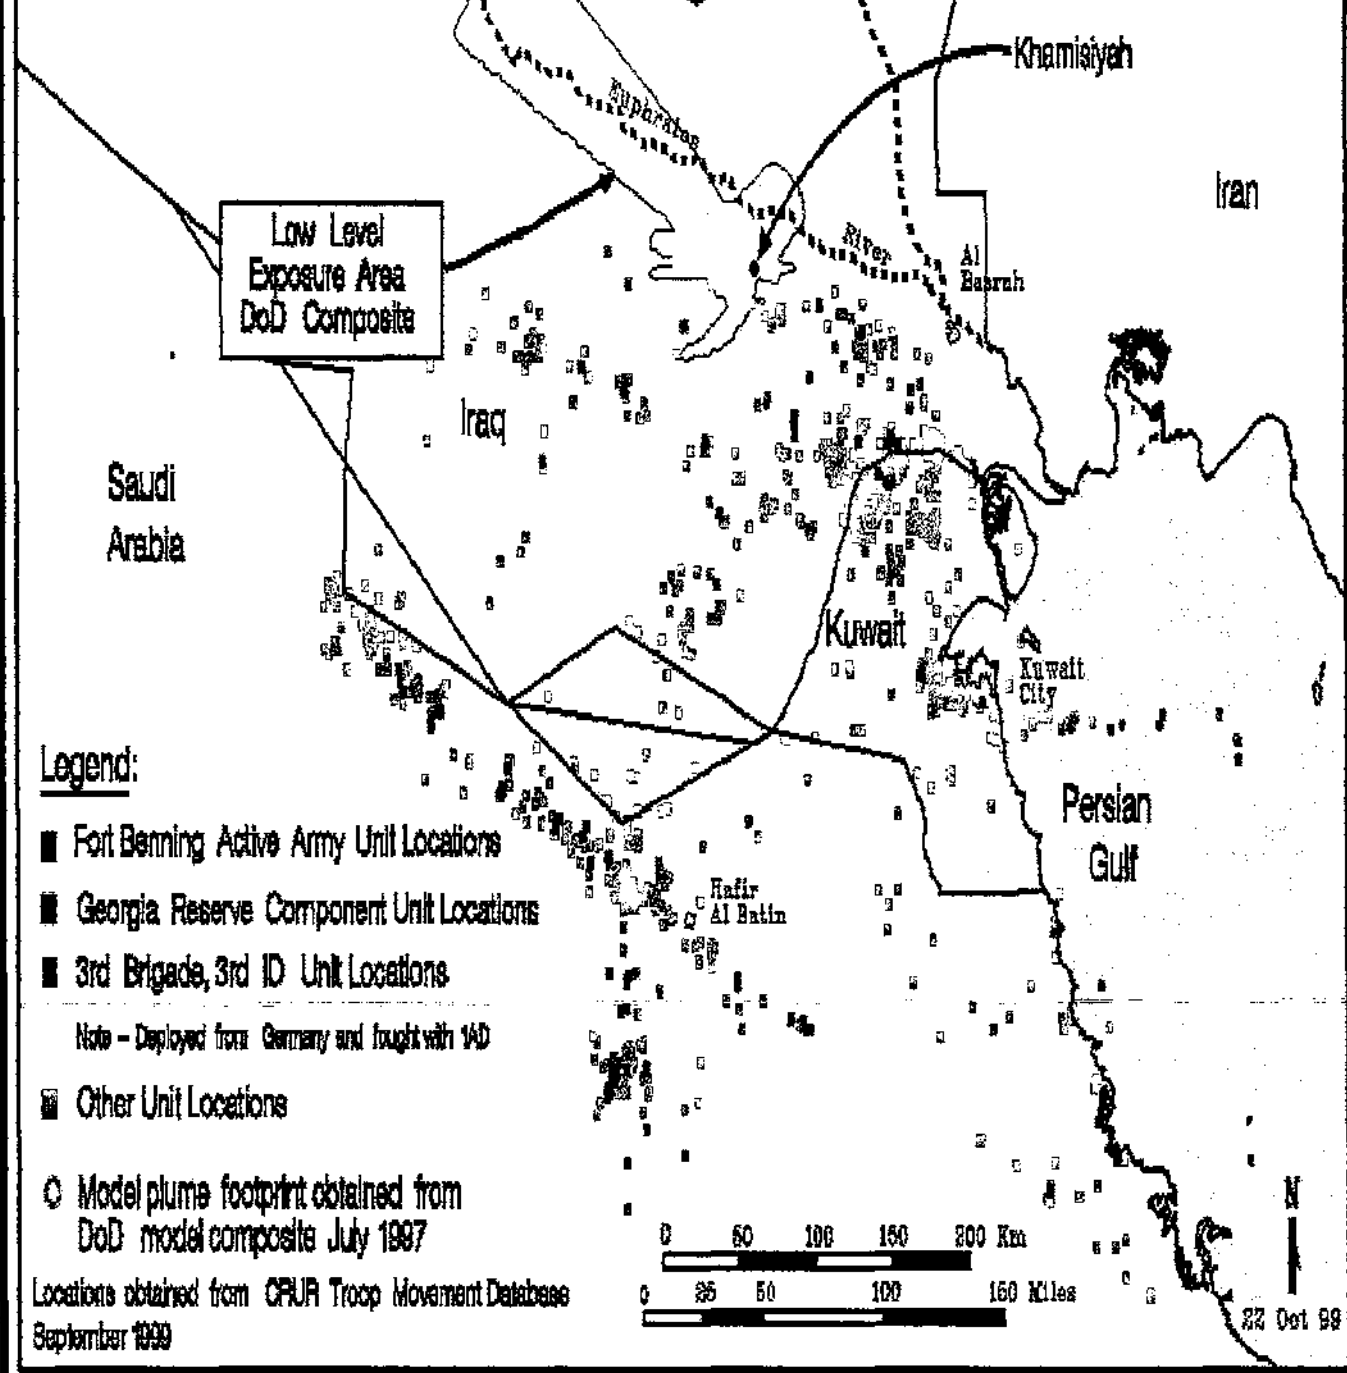 Khamisiyah
Euphrates
Iran
Low Level
Exposure Area
DoD Composite
River
Al
Basrah
Iraq
Saudi
Arabia
Kuwait
Kuwait
City
Legend:
Persian
Gulf
Fort Benning Active Army Unit Locations
Hafir
Al Batin
Georgia Reserve Component Unit Locations
3rd Brigade, 3rd ID Unit Locations
Note - Deployed from Germany and fought with 1AD
Other Unit Locations
Model plume footprint obtained from
DoD model composite July 1997
N
0 50 100 150 200 Km
Locations obtained from CRUR Troop Movement Database
September 1999
0 25 50 100 150 Miles
22 Oct 99